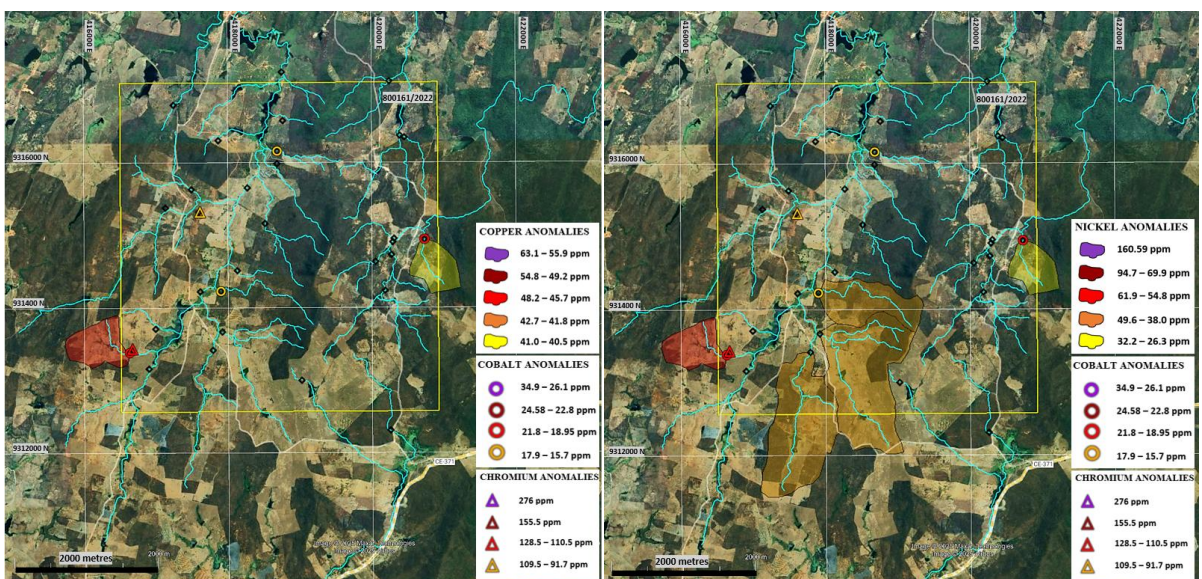 416000 E
418000 E
420000 E
422000 E
800161/2022
9316000 N
931400 N
9312000 N
CE-371
2000 metres
2000 m
COPPER ANOMALIES
63.1 – 55.9 ppm
54.8 – 49.2 ppm
48.2 – 45.7 ppm
42.7 – 41.8 ppm
41.0 – 40.5 ppm
COBALT ANOMALIES
34.9 – 26.1 ppm
24.58 – 22.8 ppm
21.8 – 18.95 ppm
17.9 – 15.7 ppm
CHROMIUM ANOMALIES
276 ppm
155.5 ppm
128.5 – 110.5 ppm
109.5 – 91.7 ppm
416000 E
418000 E
420000 E
422000 E
800161/2022
9316000 N
931400 N
9312000 N
CE-371
2000 metres
2000 m
NICKEL ANOMALIES
160.59 ppm
94.7 – 69.9 ppm
61.9 – 54.8 ppm
49.6 – 38.0 ppm
32.2 – 26.3 ppm
COBALT ANOMALIES
34.9 – 26.1 ppm
24.58 – 22.8 ppm
21.8 – 18.95 ppm
17.9 – 15.7 ppm
CHROMIUM ANOMALIES
276 ppm
155.5 ppm
128.5 – 110.5 ppm
109.5 – 91.7 ppm